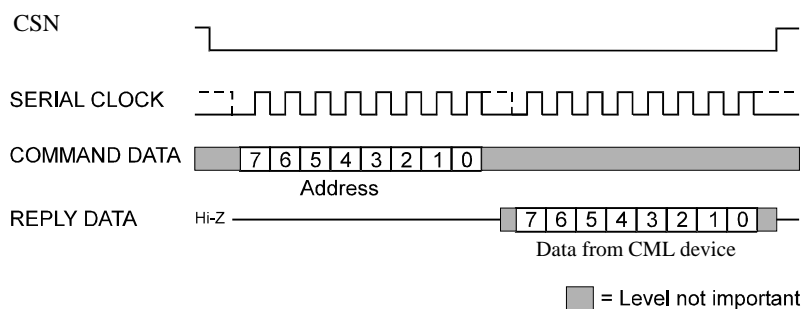 CSN
SERIAL CLOCK
COMMAND DATA
7 6 5 4 3 2 1 0
Address
REPLY DATA
Hi-Z
7 6 5 4 3 2 1 0
Data from CML device
= Level not important